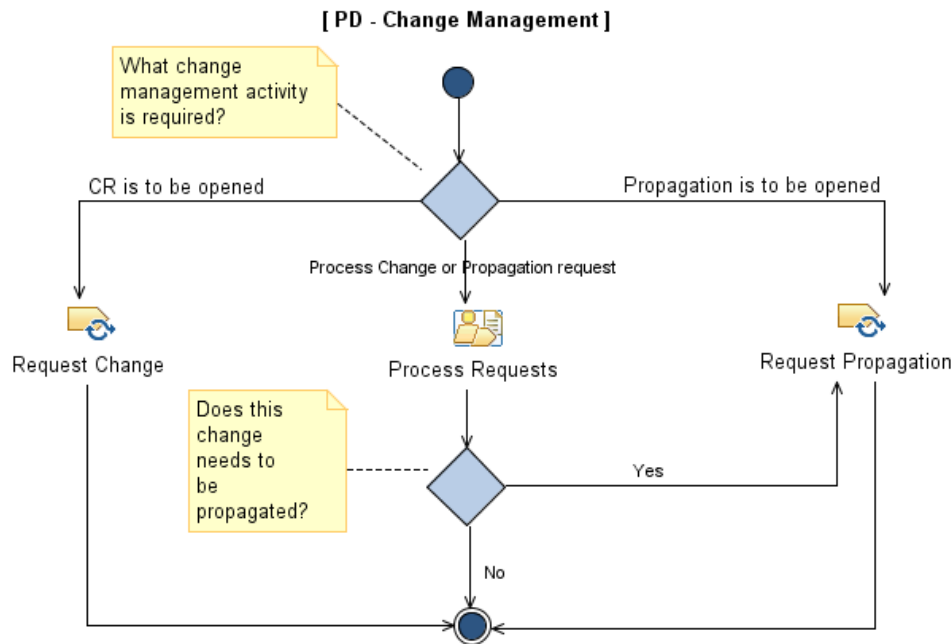 [ PD - Change Management ]
What change
management activity
is required?
CR is to be opened
Propagation is to be opened
Process Change or Propagation request
Request Change
Process Requests
Request Propagation
Does this
change
needs to
be
propagated?
Yes
No